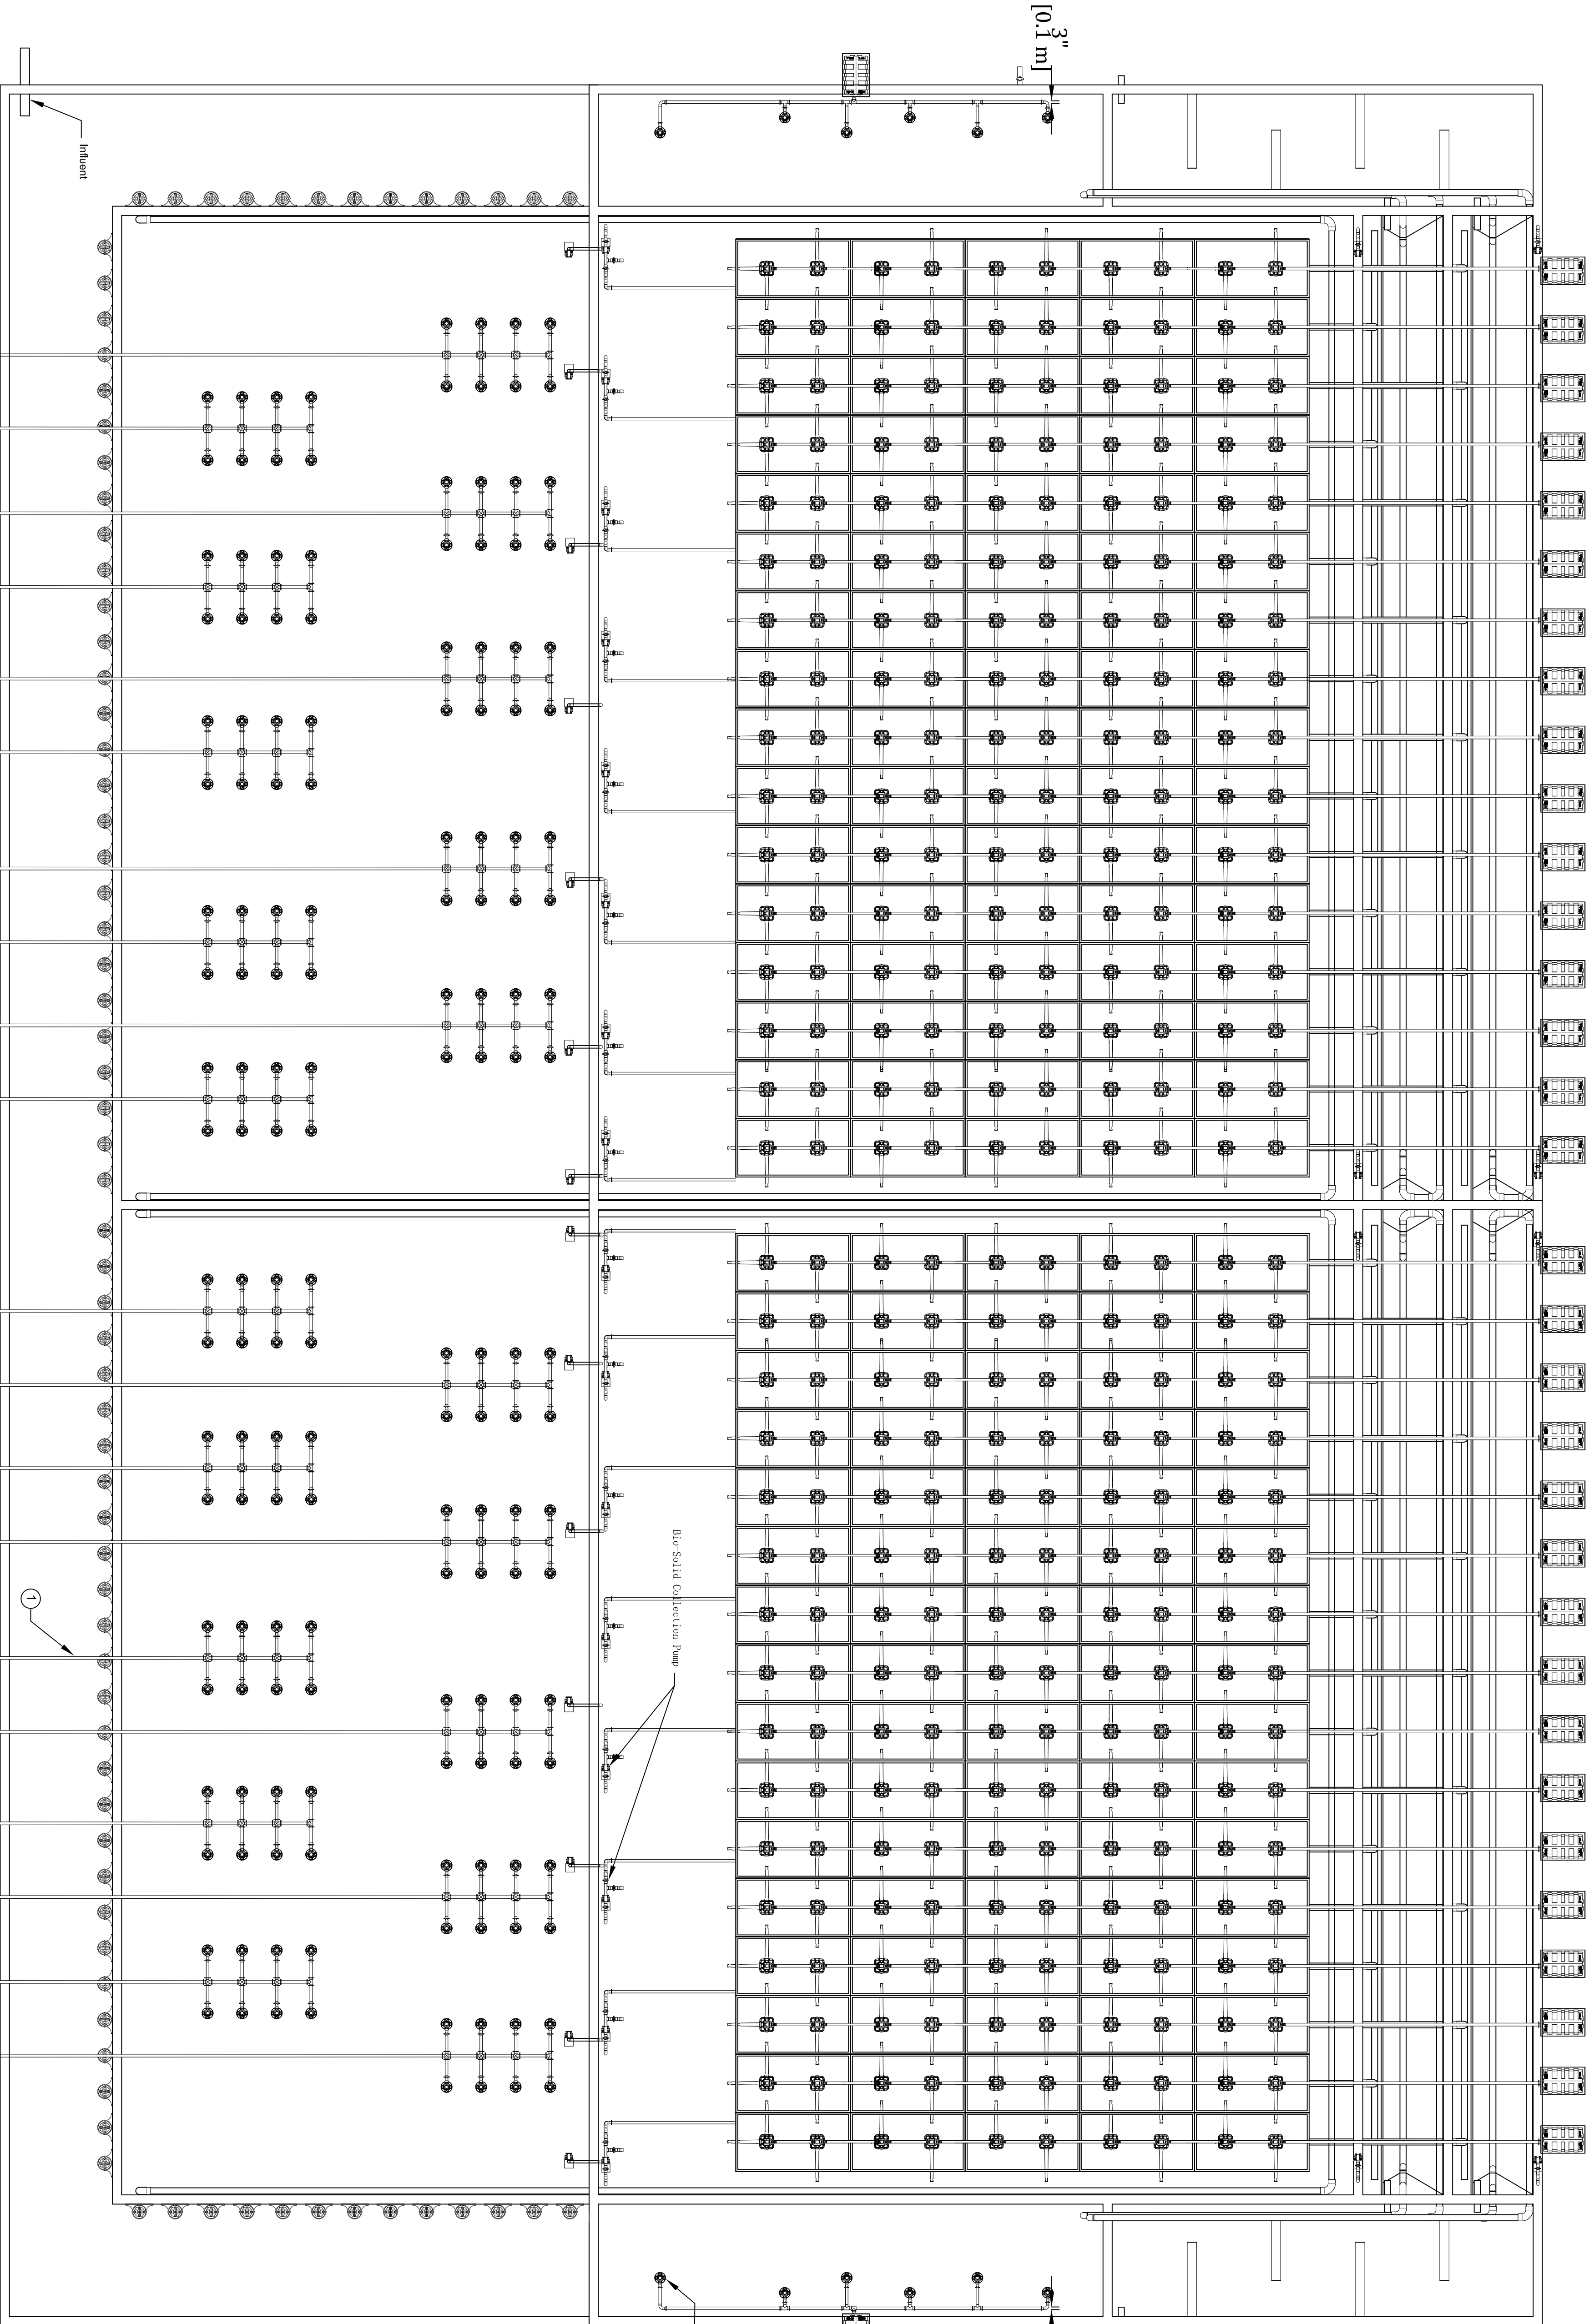 3"
[0.1 m]
Influent
Bio-Solid Collection Pump
1